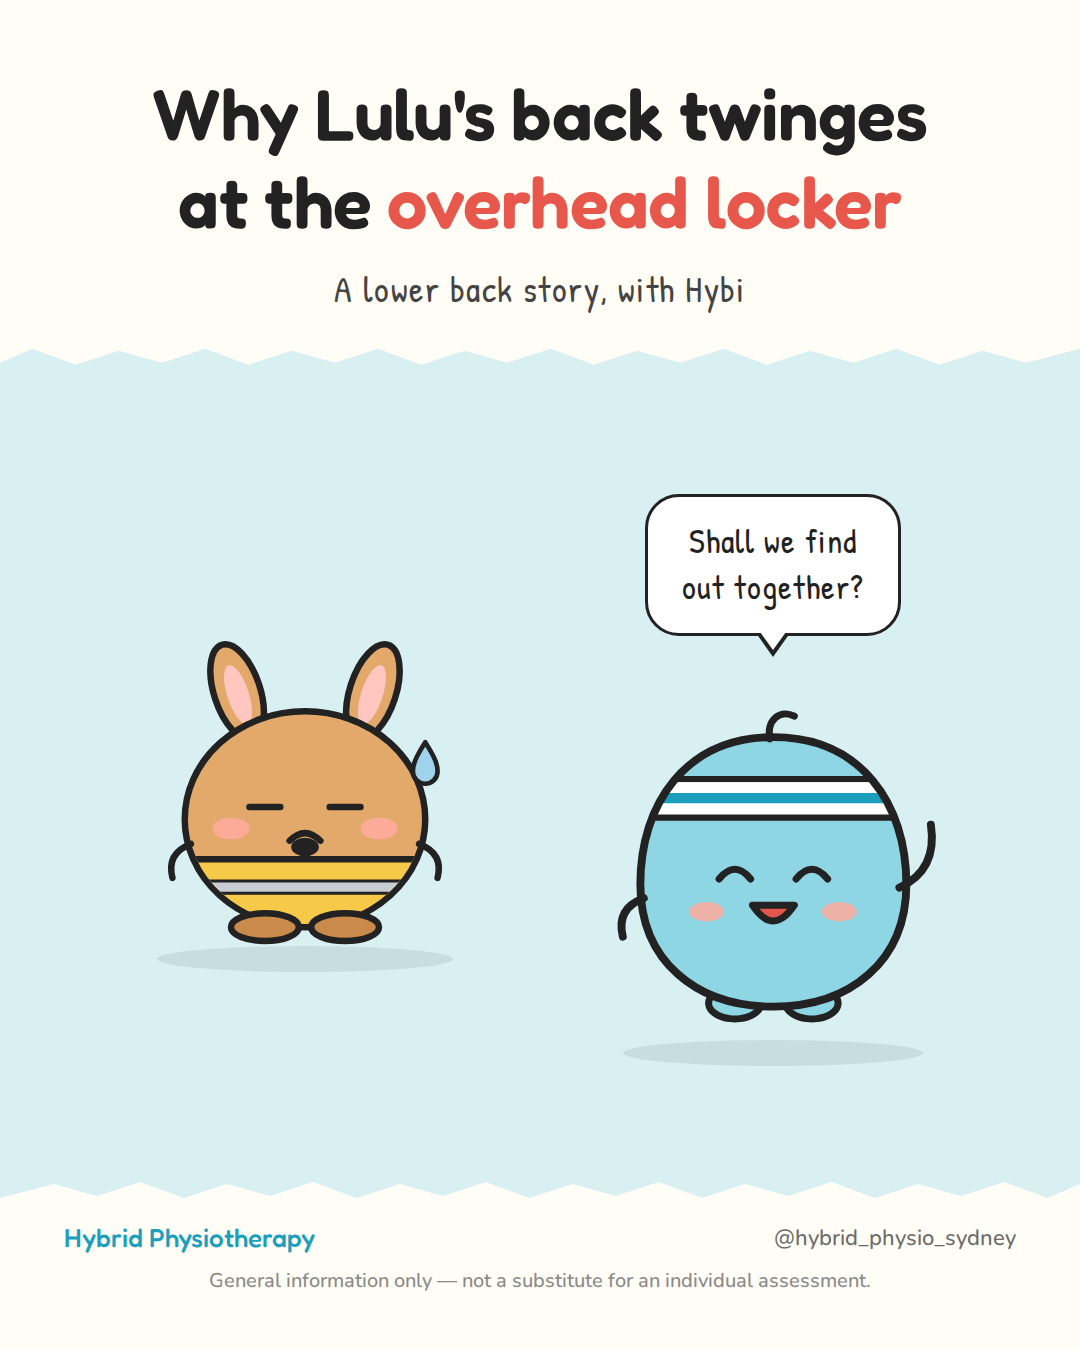 Why Lulu's back twinges
at the overhead locker
A lower back story, with Hybi
Shall we find
out together?
Hybrid Physiotherapy
@hybrid_physio_sydney
General information only — not a substitute for an individual assessment.